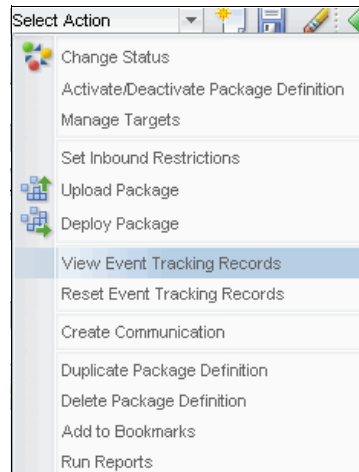 Select Action
Change Status
Activate/Deactivate Package Definition
Manage Targets
Set Inbound Restrictions
Upload Package
Deploy Package
View Event Tracking Records
Reset Event Tracking Records
Create Communication
Duplicate Package Definition
Delete Package Definition
Add to Bookmarks
Run Reports